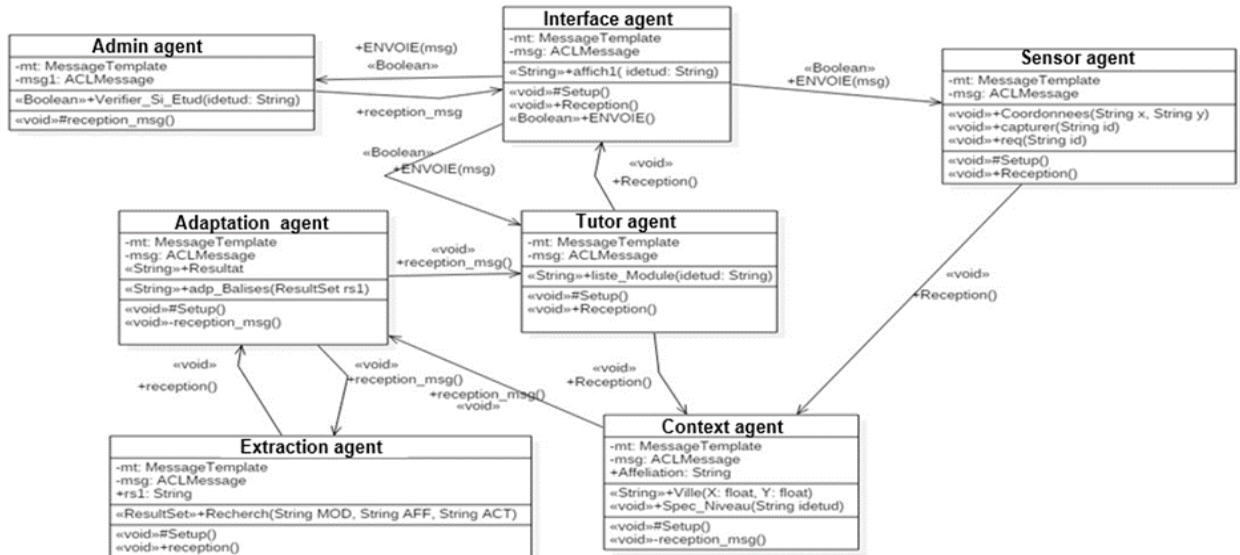 Interface agent
-mt: MessageTemplate
-msg: ACLMessage
«String»+affich1( idetud: String)
«void»#Setup()
«void»+Reception()
«Boolean»+ENVOIE()
Admin agent
-mt: MessageTemplate
-msg1: ACLMessage
«Boolean»+Verifier_Si_Etud(idetud: String)
«void»#reception_msg()
+ENVOIE(msg)
«Boolean»
+reception_msg
«Boolean»
+ENVOIE(msg)
Sensor agent
-mt: MessageTemplate
-msg: ACLMessage
«void»+Coordonnees(String x, String y)
«void»+capturer(String id)
«void»+req(String id)
«void»#Setup()
«void»+Reception()
«Boolean»
+ENVOIE(msg)
«void»
+Reception()
Adaptation agent
-mt: MessageTemplate
-msg: ACLMessage
«String»+Resultat
«String»+adp_Balises(ResultSet rs1)
«void»#Setup()
«void»-reception_msg()
«void»
+reception_msg()
Tutor agent
-mt: MessageTemplate
-msg: ACLMessage
«String»+liste_Module(idetud: String)
«void»#Setup()
«void»+Reception()
«void»
+Reception()
«void»
+reception()
«void»
+reception_msg()
+reception_msg()
«void»
«void»
+Reception()
Extraction agent
-mt: MessageTemplate
-msg: ACLMessage
+rs1: String
«ResultSet»+Recherch(String MOD, String AFF, String ACT)
«void»#Setup()
«void»+reception()
Context agent
-mt: MessageTemplate
-msg: ACLMessage
+Affeliation: String
«String»+Ville(X: float, Y: float)
«void»+Spec_Niveau(String idetud)
«void»#Setup()
«void»-reception_msg()